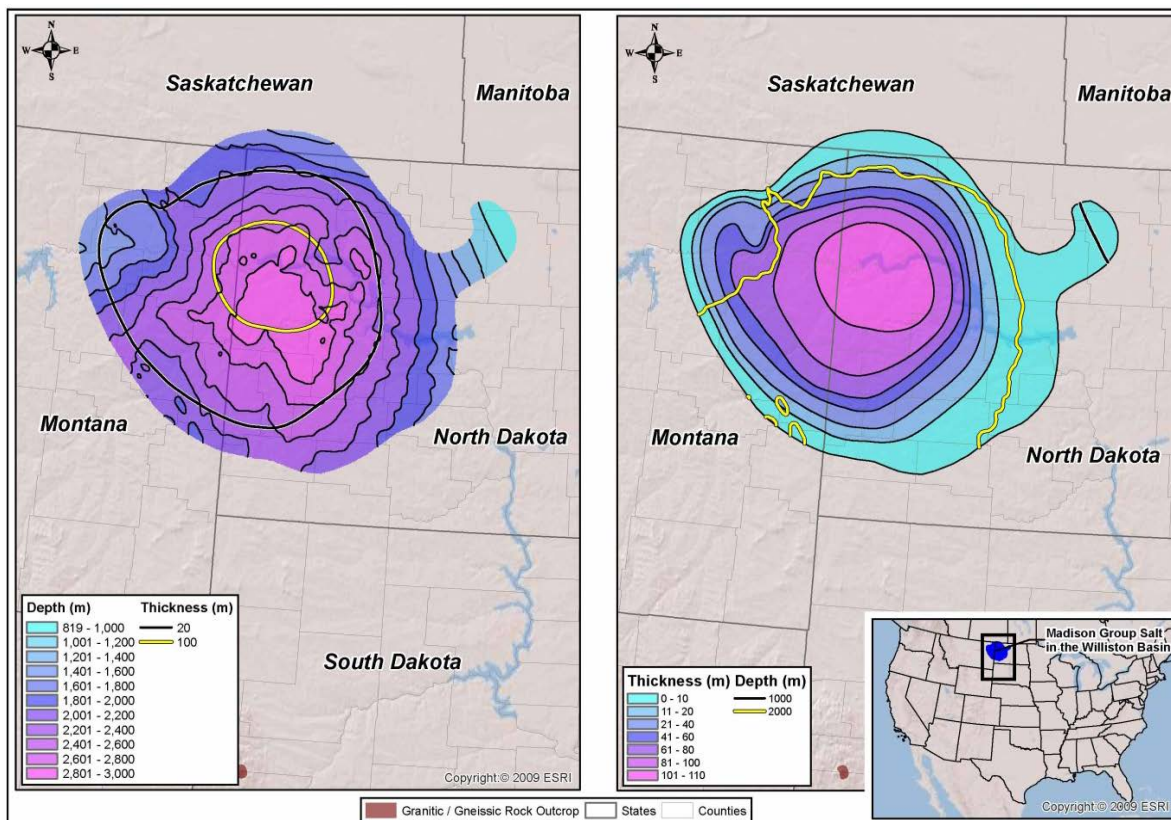 N
W E
S
Saskatchewan
Manitoba
Montana
North Dakota
South Dakota
Depth (m) Thickness (m)
819 - 1,000 20
1,001 - 1,200 100
1,201 - 1,400
1,401 - 1,600
1,601 - 1,800
1,801 - 2,000
2,001 - 2,200
2,201 - 2,400
2,401 - 2,600
2,601 - 2,800
2,801 - 3,000
Copyright:© 2009 ESRI
N
W E
S
Saskatchewan
Manitoba
Montana
North Dakota
Thickness (m) Depth (m)
0 - 10 1000
11 - 20 2000
21 - 40
41 - 60
61 - 80
81 - 100
101 - 110
Madison Group Salt
in the Williston Basin
Copyright:© 2009 ESRI
Granitic / Gneissic Rock Outcrop States Counties